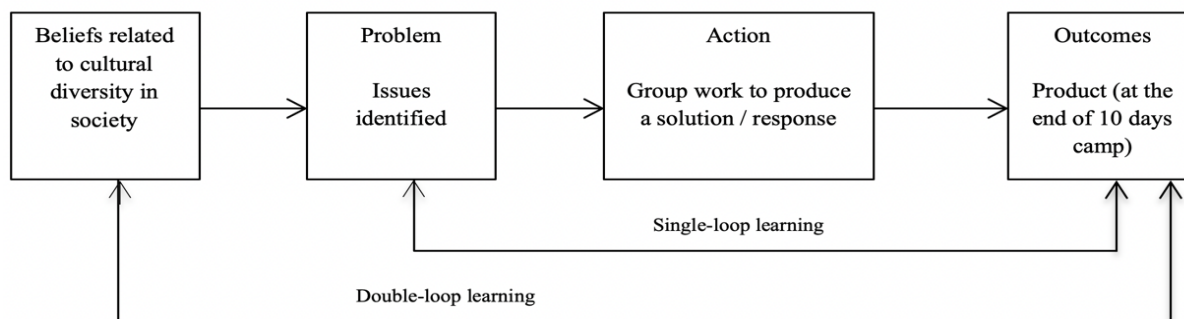 Beliefs related
to cultural
diversity in
society
Problem
Issues
identified
Action
Group work to produce
a solution / response
Outcomes
Product (at the
end of 10 days
camp)
Single-loop learning
Double-loop learning